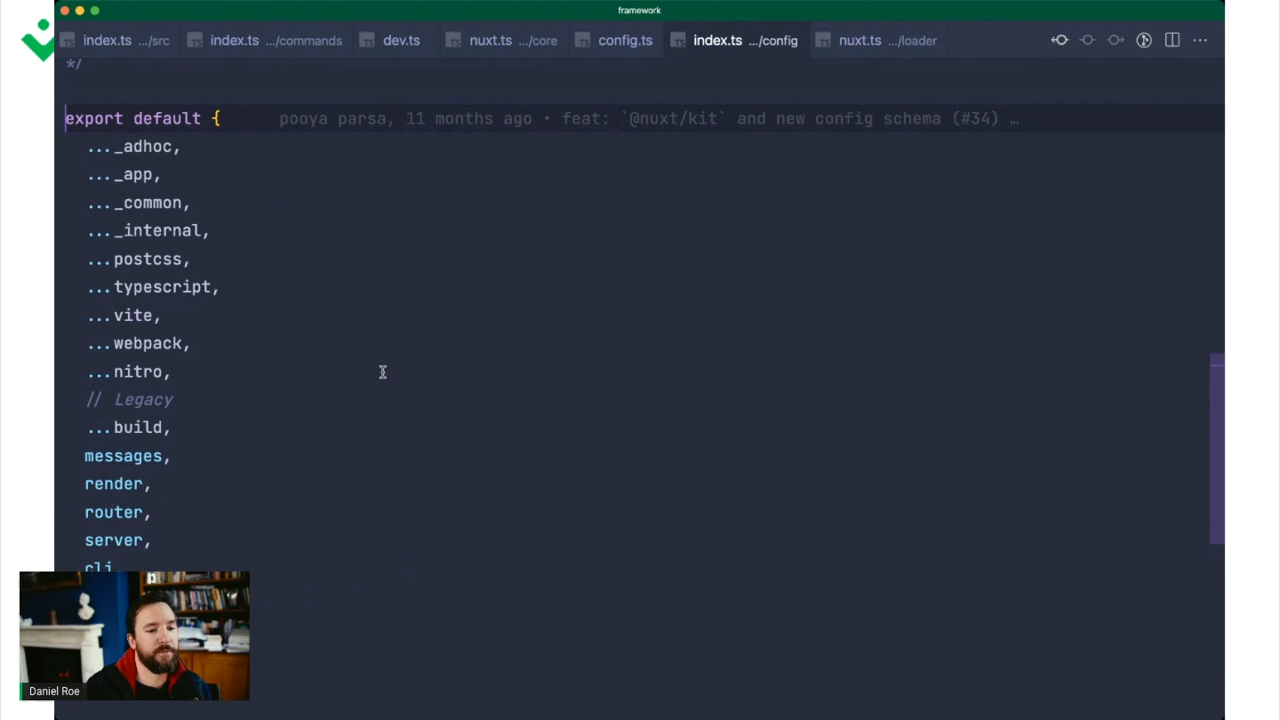 framework
index.ts .../src index.ts .../commands dev.ts nuxt.ts .../core config.ts index.ts .../config nuxt.ts .../loader ...
*/
export default { pooya parsa, 11 months ago • feat: `@nuxt/kit` and new config schema (#34) …
..._adhoc,
..._app,
..._common,
..._internal,
...postcss,
...typescript,
...vite,
...webpack,
...nitro,
// Legacy
...build,
messages,
render,
router,
server,
cli
Daniel Roe